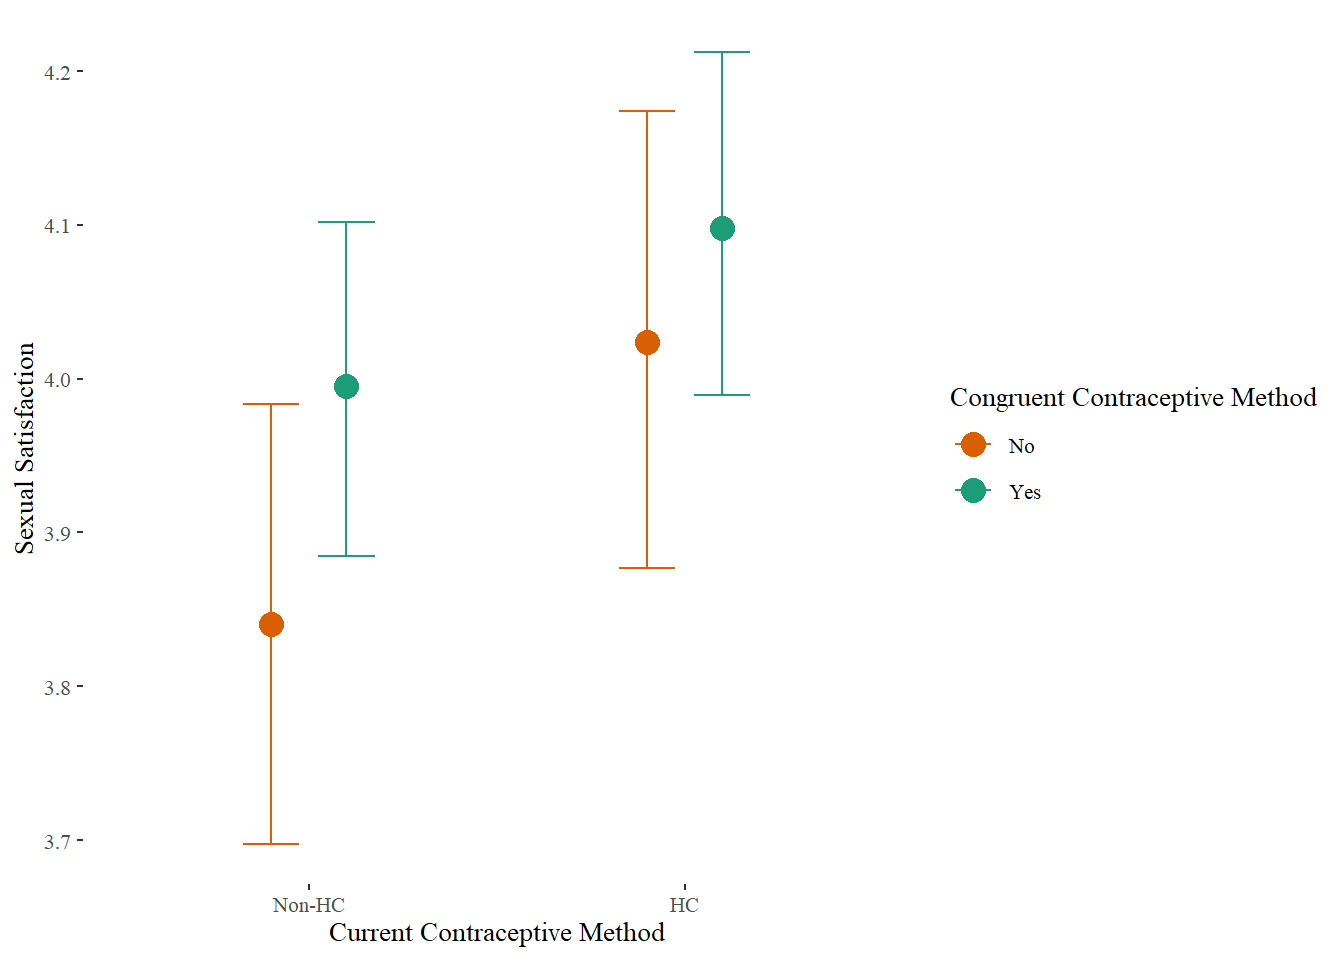 4.2
4.1
4.0
3.9
3.8
3.7
Sexual Satisfaction
Non-HC
HC
Current Contraceptive Method
Congruent Contraceptive Method
No
Yes